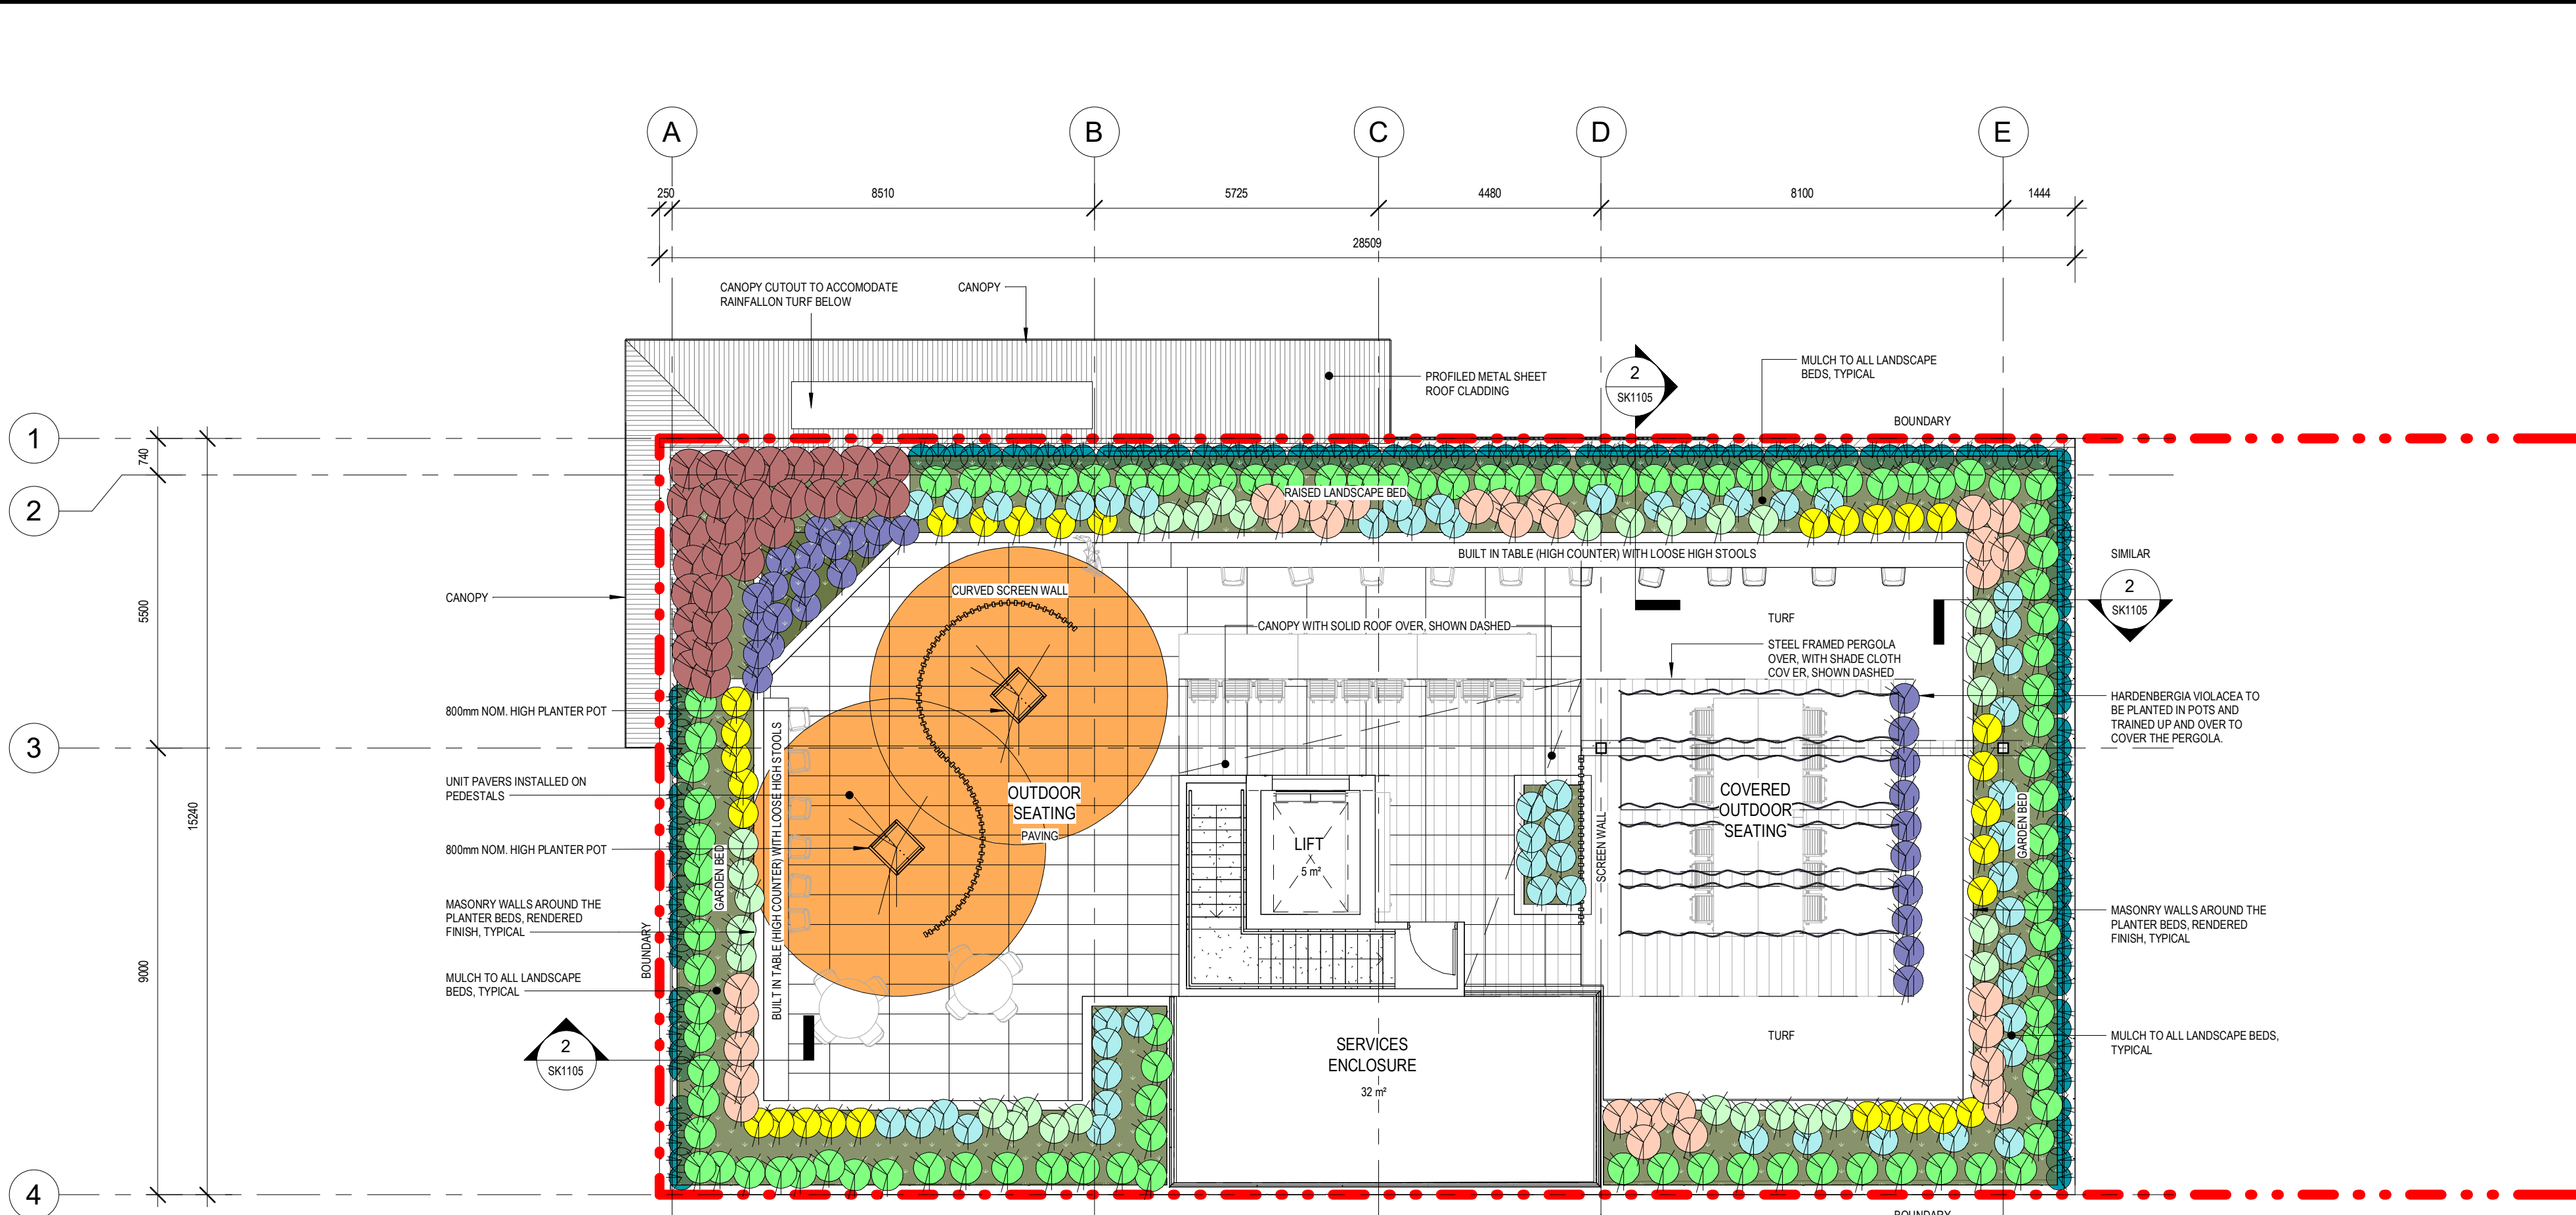 A
B
C
D
E
250
8510
5725
4480
8100
1444
28509
CANOPY CUTOUT TO ACCOMODATE
RAINFALLON TURF BELOW
CANOPY
PROFILED METAL SHEET
ROOF CLADDING
2
SK1105
MULCH TO ALL LANDSCAPE
BEDS, TYPICAL
BOUNDARY
1
740
2
RAISED LANDSCAPE BED
BUILT IN TABLE (HIGH COUNTER) WITH LOOSE HIGH STOOLS
SIMILAR
2
SK1105
CANOPY
5500
CURVED SCREEN WALL
CANOPY WITH SOLID ROOF OVER, SHOWN DASHED
TURF
STEEL FRAMED PERGOLA
OVER, WITH SHADE CLOTH
COV ER, SHOWN DASHED
800mm NOM. HIGH PLANTER POT
HARDENBERGIA VIOLACEA TO
BE PLANTED IN POTS AND
TRAINED UP AND OVER TO
COVER THE PERGOLA.
3
UNIT PAVERS INSTALLED ON
PEDESTALS
15240
OUTDOOR
SEATING
PAVING
COVERED
OUTDOOR
SEATING
LIFT
5 m²
SCREEN WALL
GARDEN BED
800mm NOM. HIGH PLANTER POT
GARDEN BED
BUILT IN TABLE (HIGH COUNTER) WITH LOOSE HIGH STOOLS
MASONRY WALLS AROUND THE
PLANTER BEDS, RENDERED
FINISH, TYPICAL
MASONRY WALLS AROUND THE
PLANTER BEDS, RENDERED
FINISH, TYPICAL
BOUNDARY
9000
MULCH TO ALL LANDSCAPE
BEDS, TYPICAL
2
SK1105
SERVICES
ENCLOSURE
32 m²
TURF
MULCH TO ALL LANDSCAPE BEDS,
TYPICAL
4
BOUNDARY